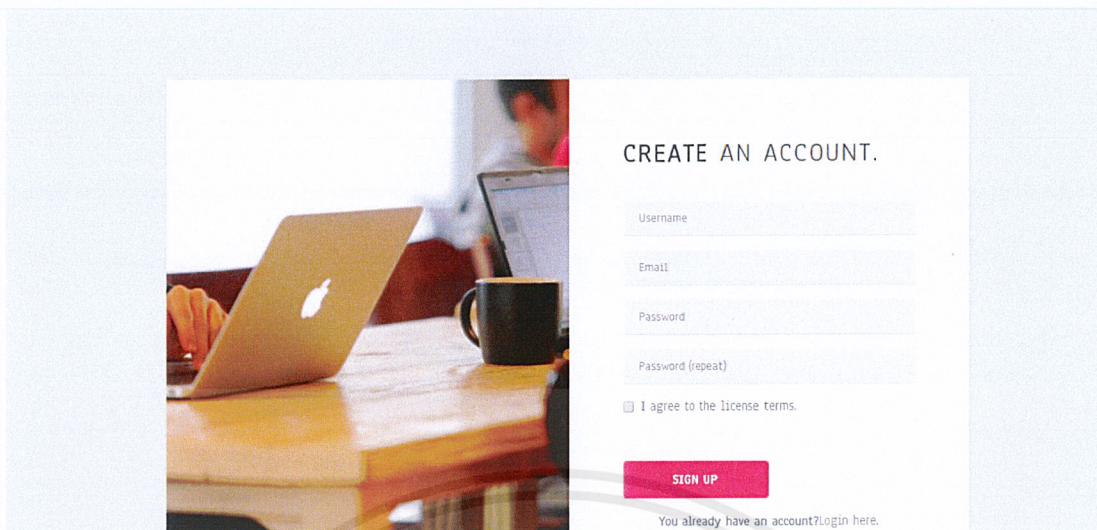 CREATE AN ACCOUNT.
Username
Email
Password
Password (repeat)
I agree to the license terms.
SIGN UP
You already have an account?Login here.